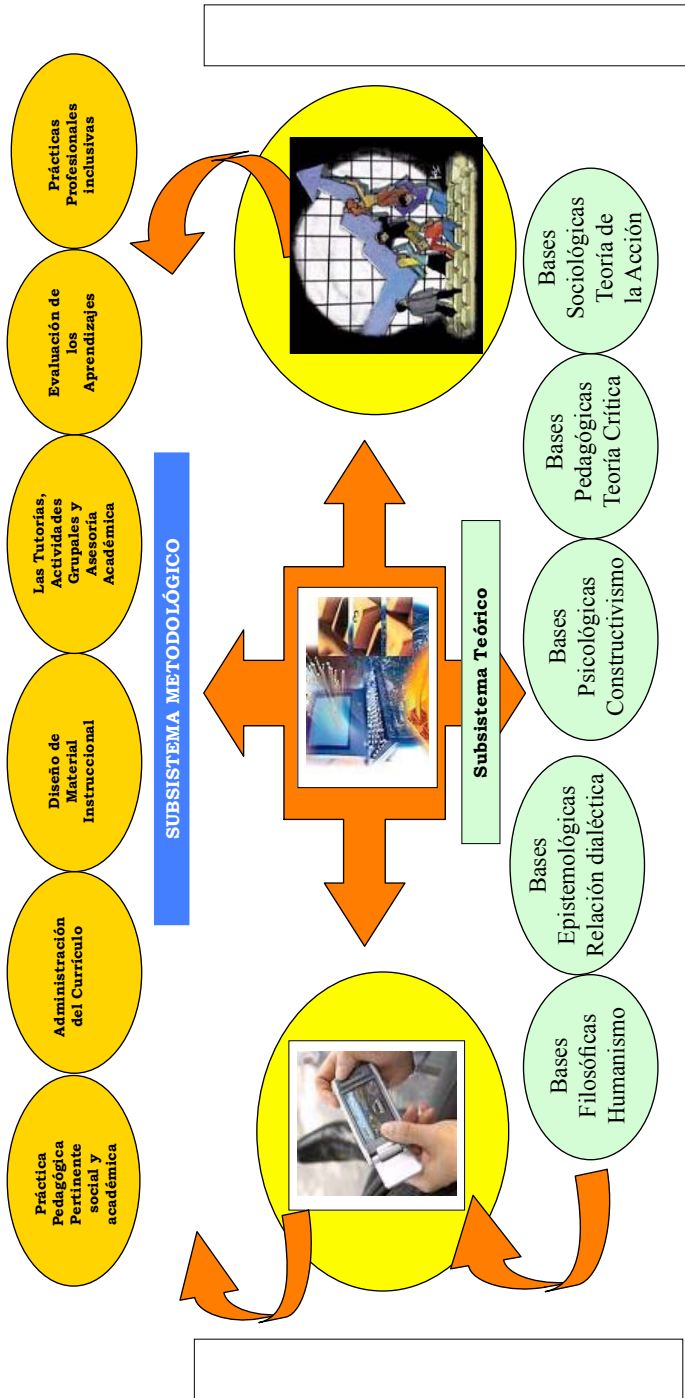 Práctica
Pedagógica
Pertinente
social y
académica
Administración
del Currículo
Diseño de
Material
Instruccional
Las Tutorías,
Actividades
Grupales y
Asesoría
Académica
Evaluación de
los
Aprendizajes
Prácticas
Profesionales
inclusivas
SUBSISTEMA METODOLÓGICO
Subsistema Teórico
Bases
Filosóficas
Humanismo
Bases
Epistemológicas
Relación dialéctica
Bases
Psicológicas
Constructivismo
Bases
Pedagógicas
Teoría Crítica
Bases
Sociológicas
Teoría de
la Acción